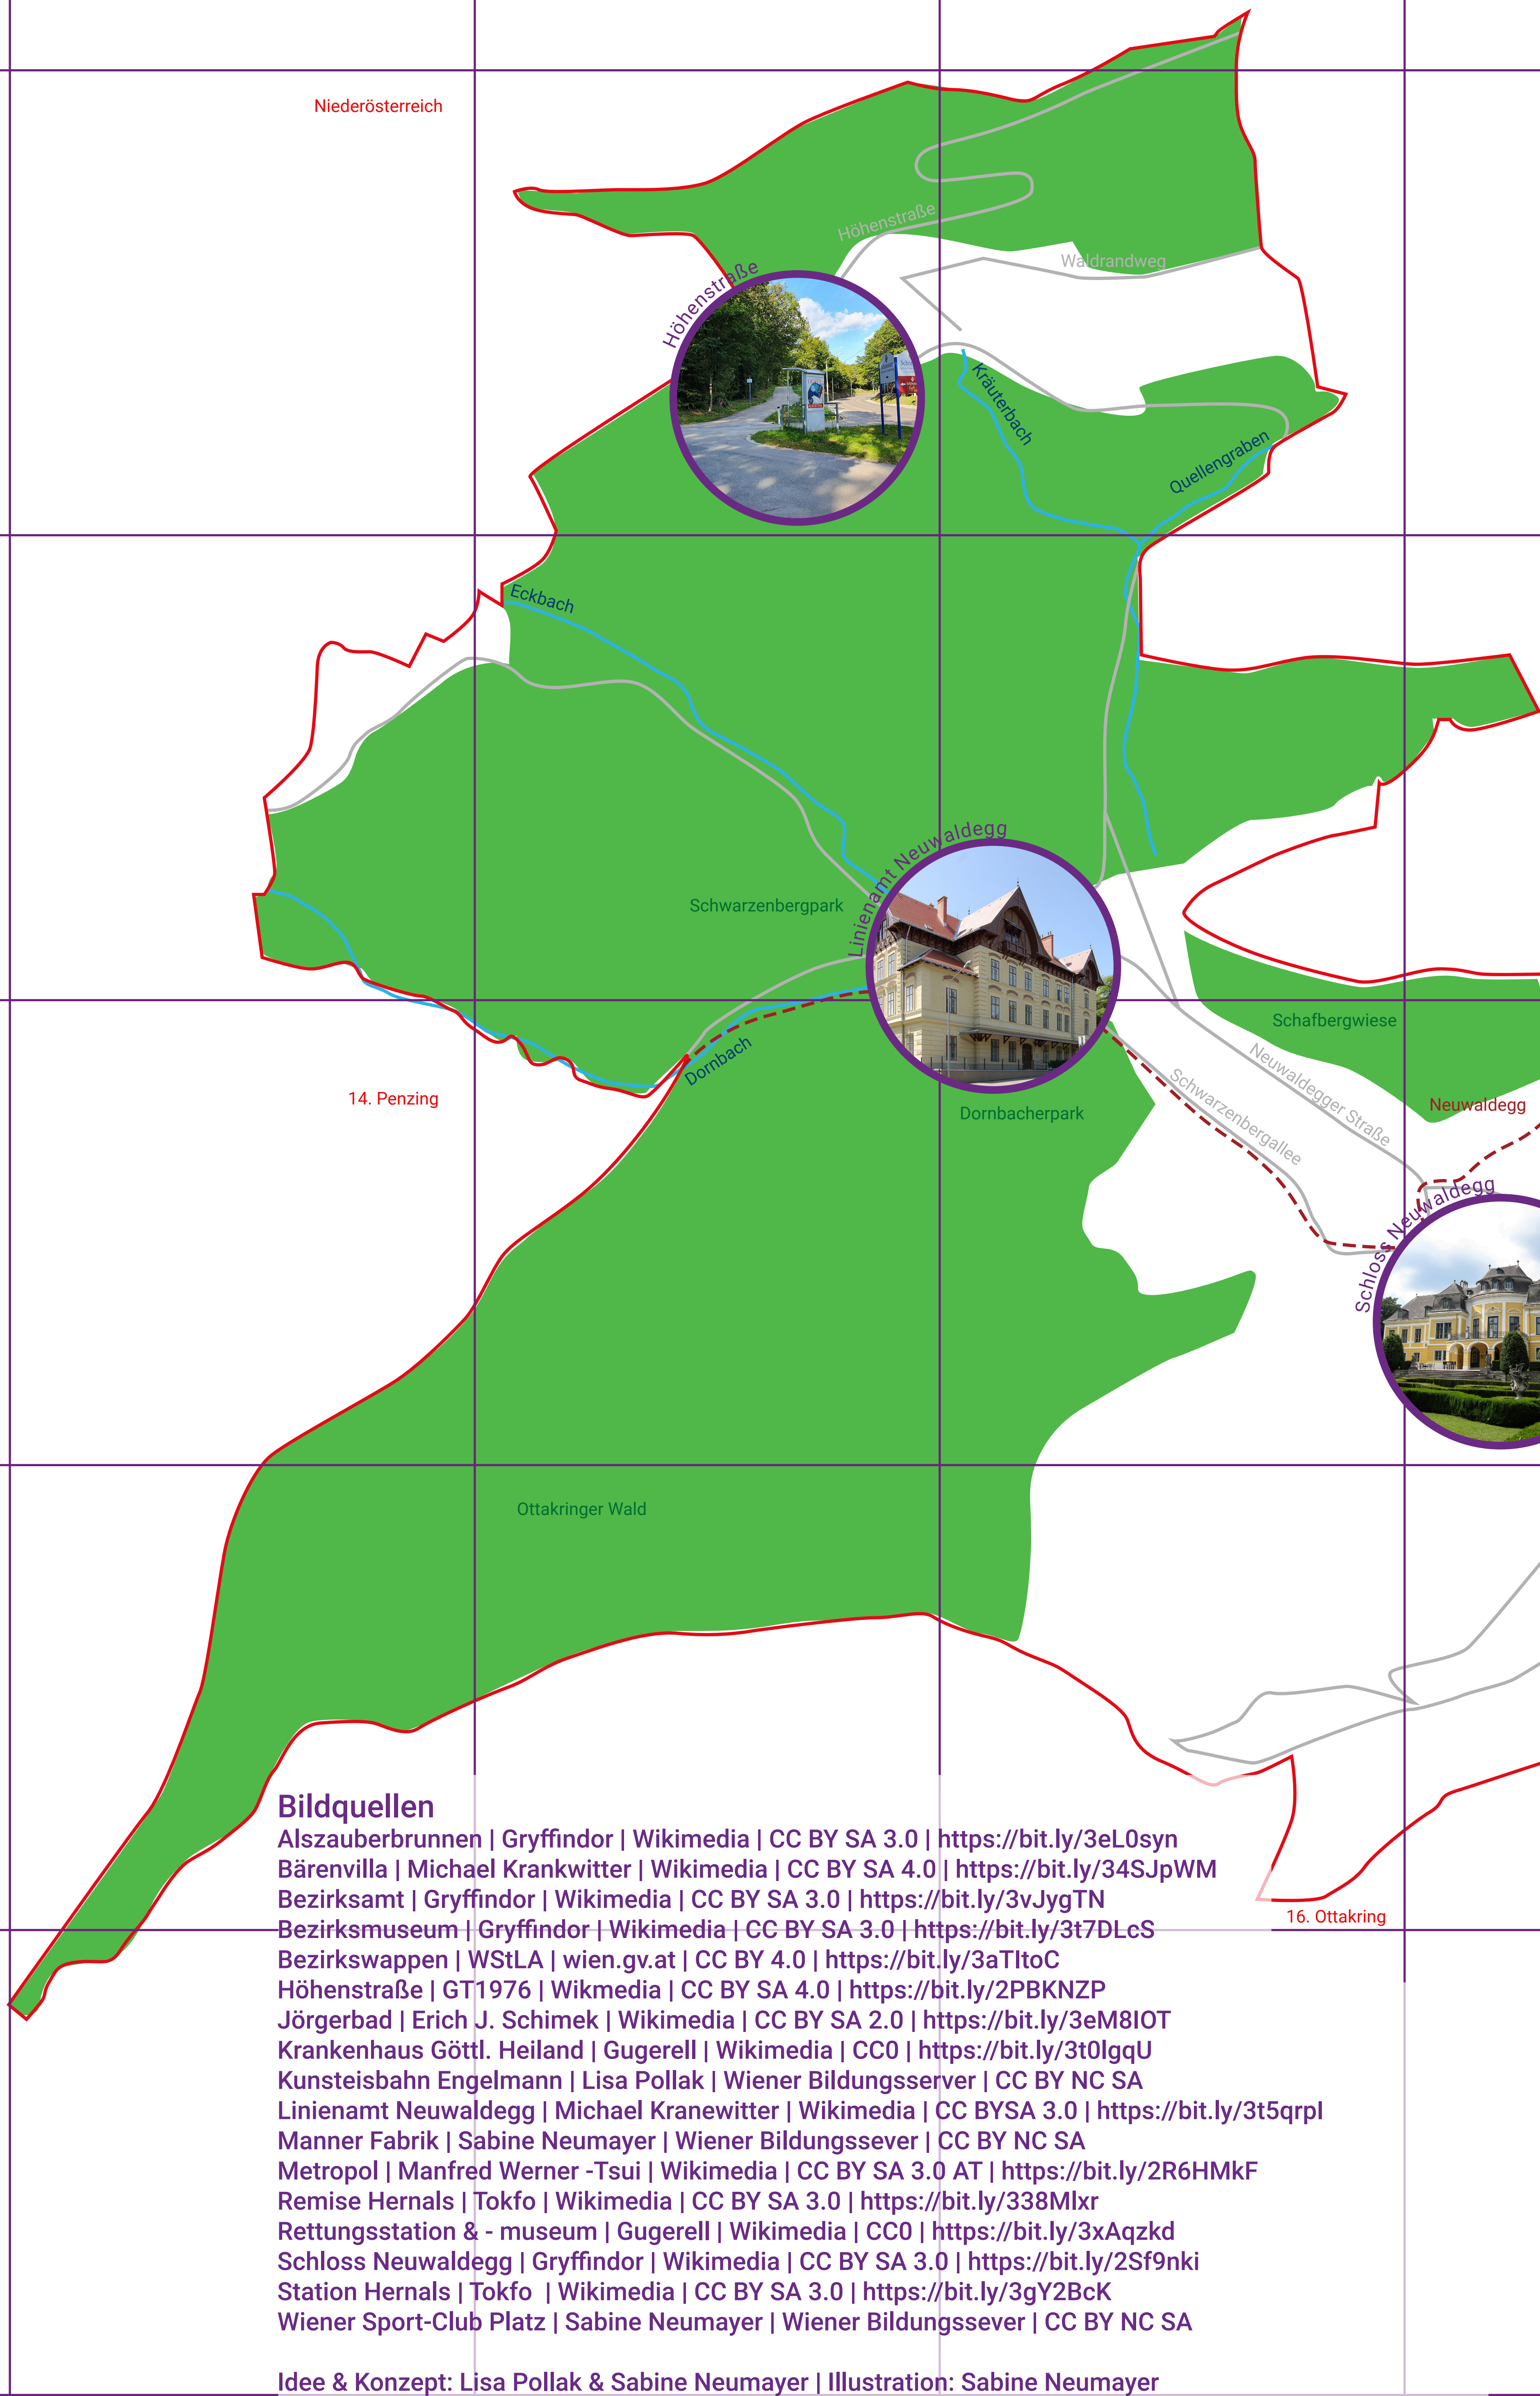 Niederösterreich
Höhenstraße
Waldrandweg
Höhenstraße
Kräuterbach
Quellengraben
Eckbach
Linienamt Neuwaldegg
Schwarzenbergpark
Schafbergwiese
Dornbach
14. Penzing
Neuwaldegger Straße
Schwarzenbergallee
Neuwaldegg
Dornbacherpark
Schloss Neuwaldegg
Ottakringer Wald
16. Ottakring
Bildquellen
Alszauberbrunnen | Gryffindor | Wikimedia | CC BY SA 3.0 | https://bit.ly/3eL0syn
Bärenvilla | Michael Krankwitter | Wikimedia | CC BY SA 4.0 | https://bit.ly/34SJpWM
Bezirksamt | Gryffindor | Wikimedia | CC BY SA 3.0 | https://bit.ly/3vJygTN
Bezirksmuseum | Gryffindor | Wikimedia | CC BY SA 3.0 | https://bit.ly/3t7DLcS
Bezirkswappen | WStLA | wien.gv.at | CC BY 4.0 | https://bit.ly/3aTItoC
Höhenstraße | GT1976 | Wikmedia | CC BY SA 4.0 | https://bit.ly/2PBKNZP
Jörgerbad | Erich J. Schimek | Wikimedia | CC BY SA 2.0 | https://bit.ly/3eM8IOT
Krankenhaus Göttl. Heiland | Gugerell | Wikimedia | CC0 | https://bit.ly/3t0lgqU
Kunsteisbahn Engelmann | Lisa Pollak | Wiener Bildungsserver | CC BY NC SA
Linienamt Neuwaldegg | Michael Kranewitter | Wikimedia | CC BYSA 3.0 | https://bit.ly/3t5qrpI
Manner Fabrik | Sabine Neumayer | Wiener Bildungssever | CC BY NC SA
Metropol | Manfred Werner -Tsui | Wikimedia | CC BY SA 3.0 AT | https://bit.ly/2R6HMkF
Remise Hernals | Tokfo | Wikimedia | CC BY SA 3.0 | https://bit.ly/338Mlxr
Rettungsstation & - museum | Gugerell | Wikimedia | CC0 | https://bit.ly/3xAqzkd
Schloss Neuwaldegg | Gryffindor | Wikimedia | CC BY SA 3.0 | https://bit.ly/2Sf9nki
Station Hernals | Tokfo  | Wikimedia | CC BY SA 3.0 | https://bit.ly/3gY2BcK
Wiener Sport-Club Platz | Sabine Neumayer | Wiener Bildungssever | CC BY NC SA
Idee & Konzept: Lisa Pollak & Sabine Neumayer | Illustration: Sabine Neumayer